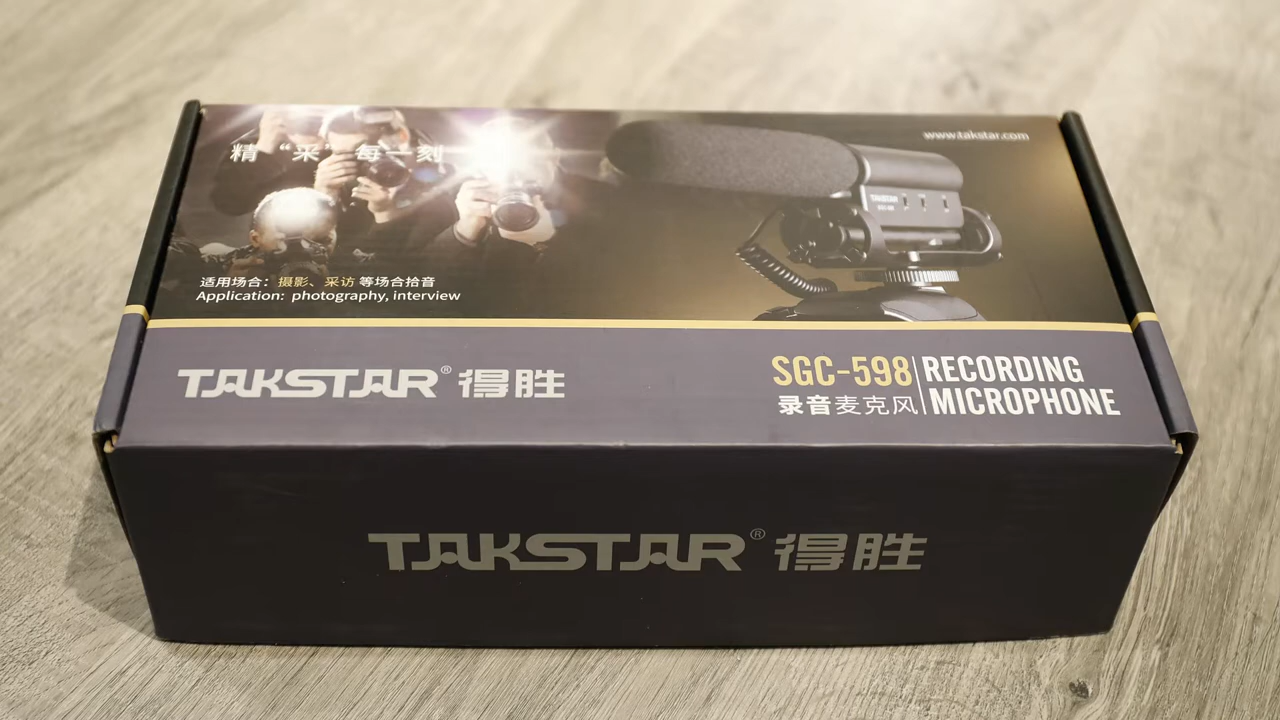 精“采”每一刻
www.takstar.com
TAKSTAR
适用场合：摄影、采访 等场合拾音
Application: photography, interview
TAKSTAR® 得胜
SGC-598
录音麦克风
RECORDING
MICROPHONE
TAKSTAR® 得胜